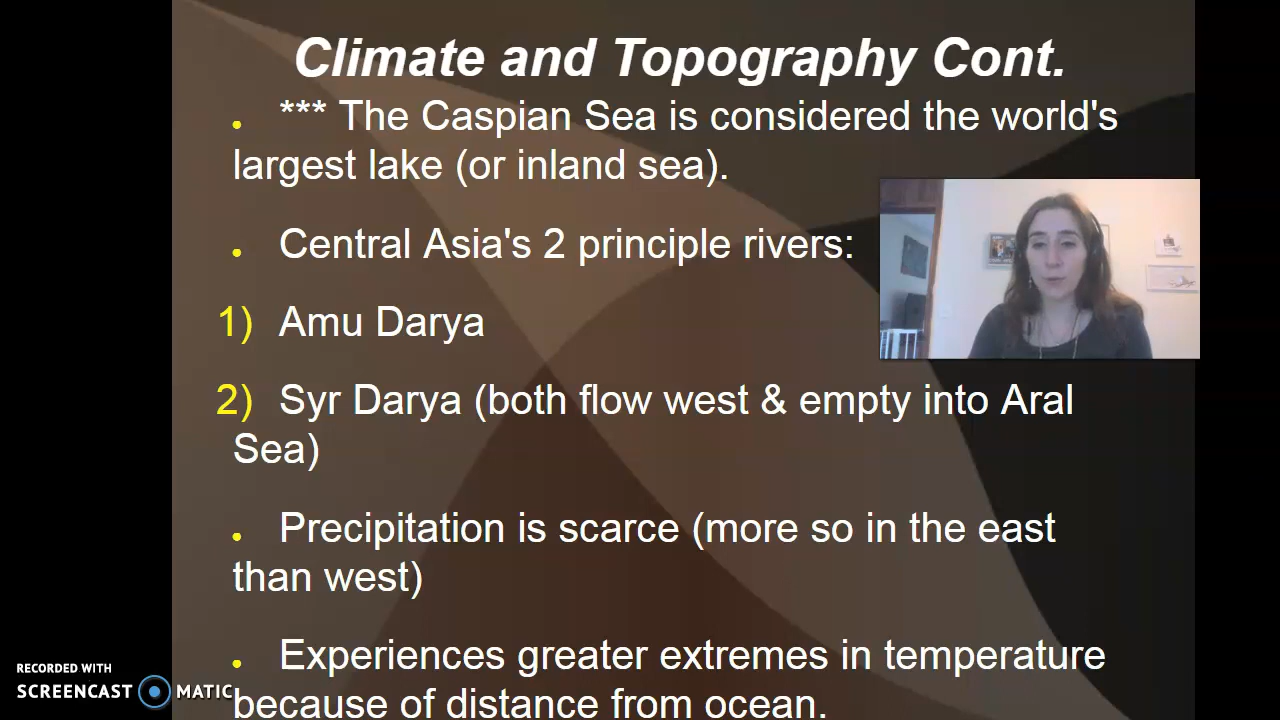 Climate and Topography Cont.
• *** The Caspian Sea is considered the world's
largest lake (or inland sea).
• Central Asia's 2 principle rivers:
1) Amu Darya
2) Syr Darya (both flow west & empty into Aral
Sea)
• Precipitation is scarce (more so in the east
than west)
• Experiences greater extremes in temperature
because of distance from ocean.
RECORDED WITH
SCREENCAST MATIC